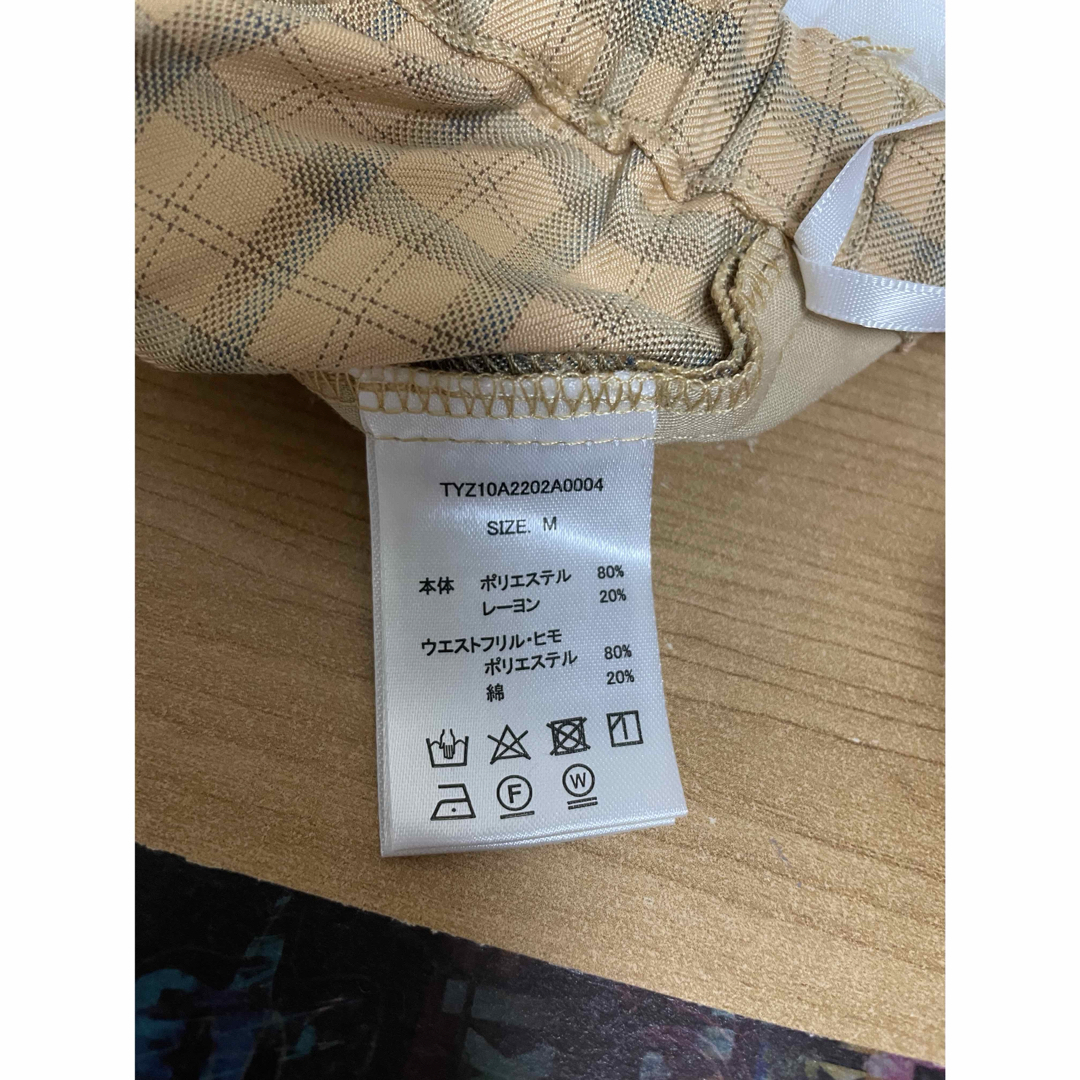 TYZ10A2202A0004
SIZE. M
本体 ポリエステル 80%
レーヨン 20%
ウエストフリル・ヒモ
ポリエステル 80%
綿 20%
F W